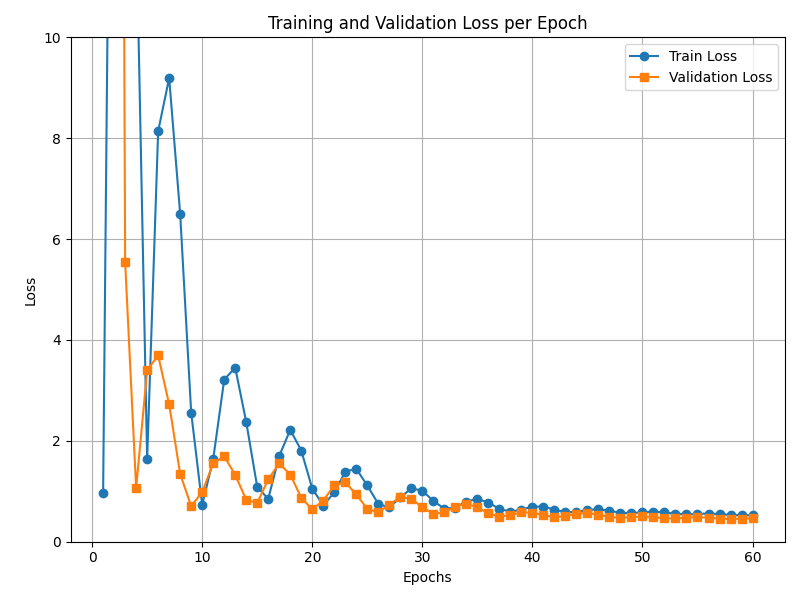 Training and Validation Loss per Epoch
Train Loss
Validation Loss
Loss
10
8
6
4
2
0
0 10 20 30 40 50 60
Epochs